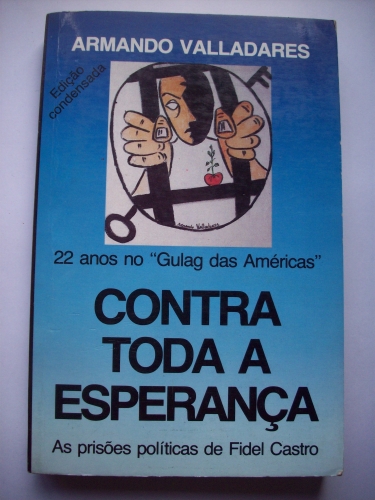 ARMANDO VALLADARES
Edição
condensada
22 anos no "Gulag das Américas"
CONTRA
TODA A
ESPERANÇA
As prisões políticas de Fidel Castro